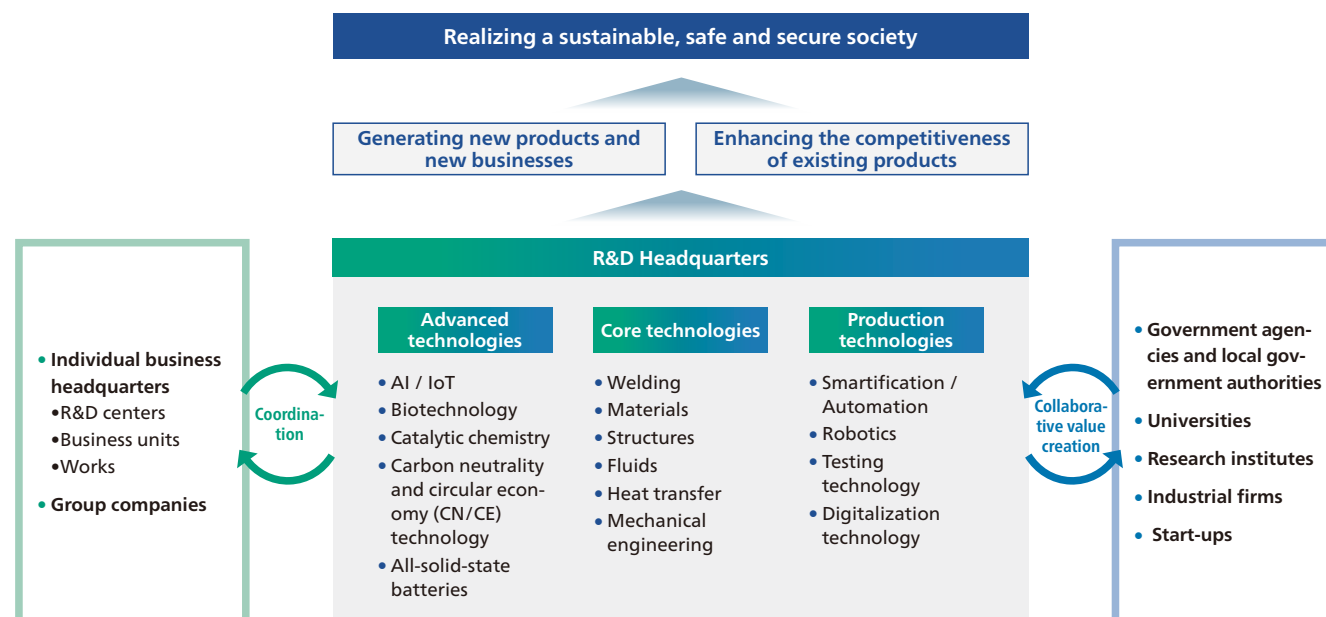 Realizing a sustainable, safe and secure society
Generating new products and
new businesses
Enhancing the competitiveness
of existing products
• Individual business
headquarters
•R&D centers
•Business units
•Works
• Group companies
Coordina-
tion
R&D Headquarters
Advanced
technologies
• AI / IoT
• Biotechnology
• Catalytic chemistry
• Carbon neutrality
and circular econ-
omy (CN/CE)
technology
• All-solid-state
batteries
Core technologies
• Welding
• Materials
• Structures
• Fluids
• Heat transfer
• Mechanical
engineering
Production
technologies
• Smartification /
Automation
• Robotics
• Testing
technology
• Digitalization
technology
Collabora-
tive value
creation
• Government agen-
cies and local gov-
ernment authorities
• Universities
• Research institutes
• Industrial firms
• Start-ups